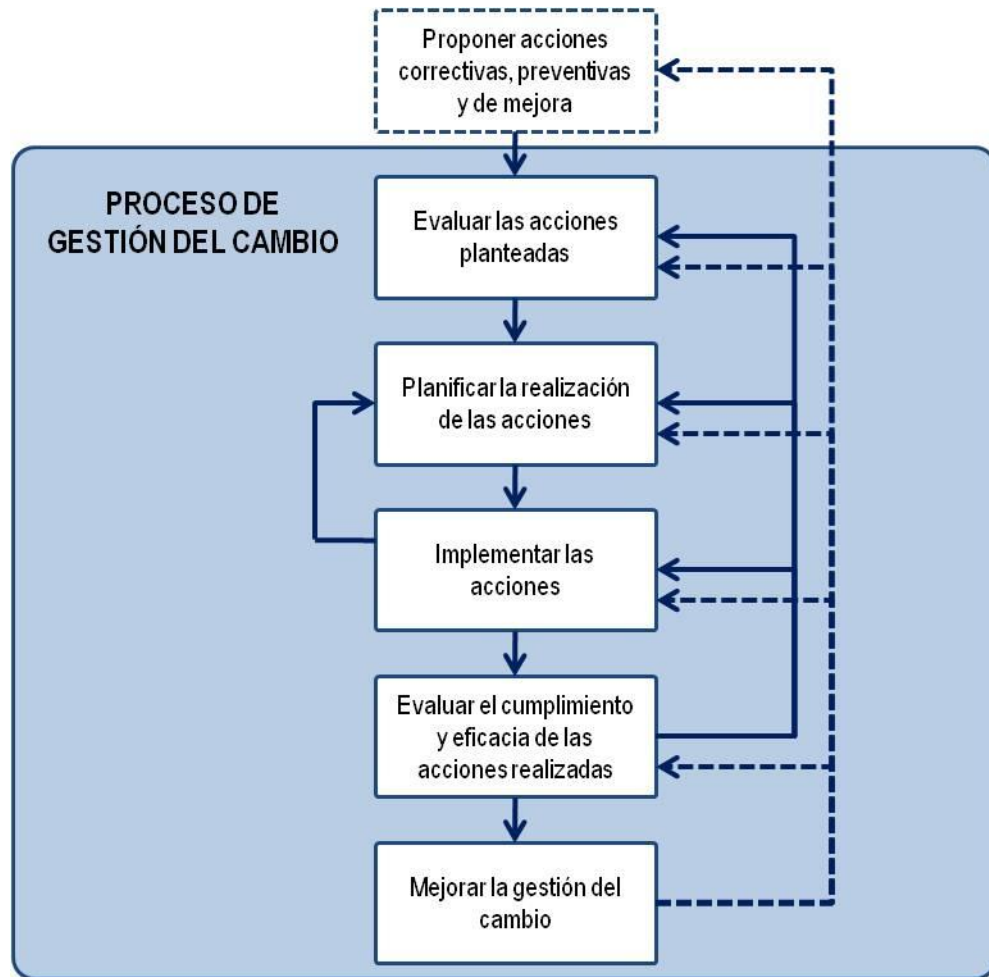 Proponer acciones
correctivas, preventivas
y de mejora
PROCESO DE
GESTIÓN DEL CAMBIO
Evaluar las acciones
planteadas
Planificar la realización
de las acciones
Implementar las
acciones
Evaluar el cumplimiento
y eficacia de las
acciones realizadas
Mejorar la gestión del
cambio